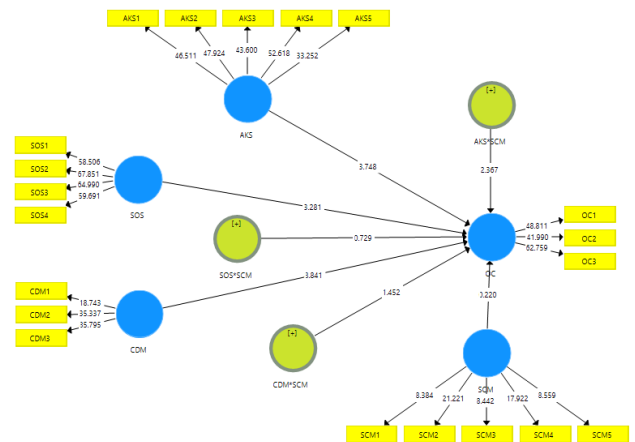 AKS1 AKS2 AKS3 AKS4 AKS5
46.511 47.924 43.600 52.618 33.252
AKS
[+]
AKS*SCM
2.367
3.748
SOS1
SOS2
SOS3
SOS4
58.506
67.851
64.990
59.691
SOS
3.281
[+]
SOS*SCM
0.729
OC1
OC2
OC3
48.811
41.990
62.759
OC
CDM1
CDM2
CDM3
18.743
35.337
35.795
CDM
3.841
1.452
[+]
CDM*SCM
0.220
SCM
8.384 21.221 8.442 17.922 8.559
SCM1 SCM2 SCM3 SCM4 SCM5